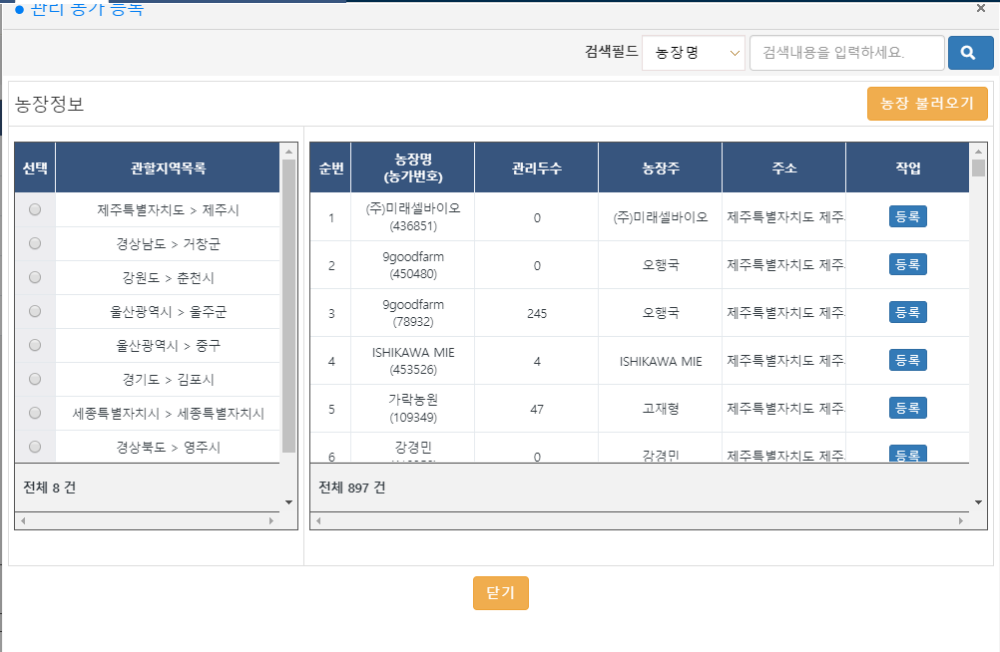 관리 농가 등록
검색필드 농장명 검색내용을 입력하세요.
농장정보 농장 불러오기
선택 관할지역목록
제주특별자치도 > 제주시
경상남도 > 거창군
강원도 > 춘천시
울산광역시 > 울주군
울산광역시 > 중구
경기도 > 김포시
세종특별자치시 > 세종특별자치시
경상북도 > 영주시
전체 8 건
순번 농장명 (농가번호) 관리두수 농장주 주소 작업
1 (주)미래셀바이오 (436851) 0 (주)미래셀바이오 제주특별자치도 제주 등록
2 9goodfarm (450480) 0 오행국 제주특별자치도 제주 등록
3 9goodfarm (78932) 245 오행국 제주특별자치도 제주 등록
4 ISHIKAWA MIE (453526) 4 ISHIKAWA MIE 제주특별자치도 제주 등록
5 가락농원 (109349) 47 고재형 제주특별자치도 제주 등록
6 강경민 0 강경민 제주특별자치도 제주 등록
전체 897 건
닫기